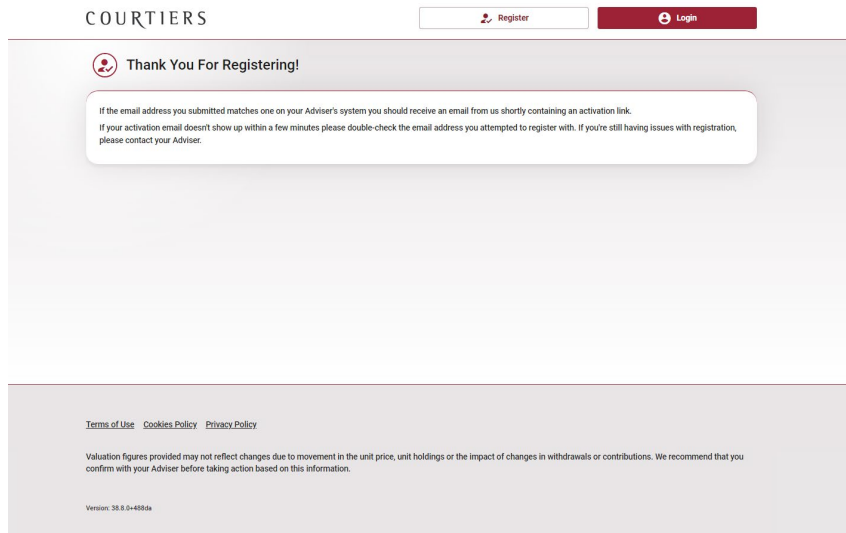 COURTIERS
Register
Login
Thank You For Registering!
If the email address you submitted matches one on your Adviser's system you should receive an email from us shortly containing an activation link.
If your activation email doesn't show up within a few minutes please double-check the email address you attempted to register with. If you're still having issues with registration,
please contact your Adviser.
Terms of Use Cookies Policy Privacy Policy
Valuation figures provided may not reflect changes due to movement in the unit price, unit holdings or the impact of changes in withdrawals or contributions. We recommend that you
confirm with your Adviser before taking action based on this information.
Version: 38.8.0+488da